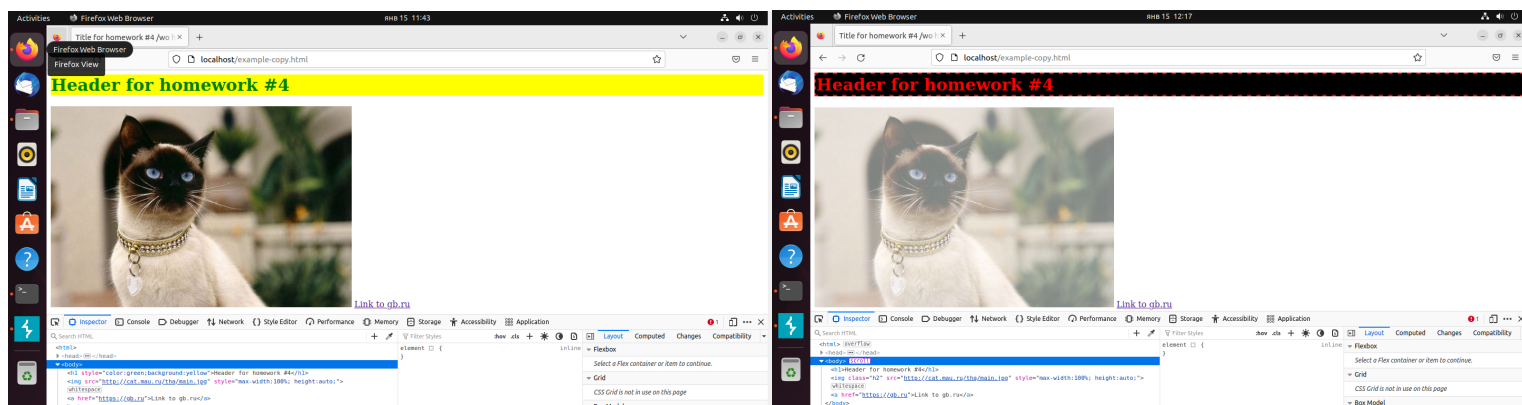 Activities Firefox Web Browser янв 15 11:43
Title for homework #4 /wo h × +
Firefox Web Browser
Firefox View
localhost/example-copy.html
Header for homework #4
Link to gb.ru
Inspector Console Debugger Network {} Style Editor Performance Memory Storage Accessibility Application 1
Search HTML + Filter Styles :hov .cls + Layout Computed Changes Compatibility
<html>
<head> </head>
<body>
<h1 style="color:green;background:yellow">Header for homework #4</h1>
<img src="http://cat.mau.ru/tha/main.jpg" style="max-width:100%; height:auto;">
whitespace
<a href="https://gb.ru">Link to gb.ru</a>
element { inline
}
Flexbox
Select a Flex container or item to continue.
Grid
CSS Grid is not in use on this page
Box Model
Activities Firefox Web Browser янв 15 12:17
Title for homework #4 /wo h × +
localhost/example-copy.html
Header for homework #4
Link to gb.ru
Inspector Console Debugger Network {} Style Editor Performance Memory Storage Accessibility Application 1
Search HTML + Filter Styles :hov .cls + Layout Computed Changes Compatibility
<html> overflow
<head> </head>
<body> scroll
<h1>Header for homework #4</h1>
<img class="h2" src="http://cat.mau.ru/tha/main.jpg" style="max-width:100%; height:auto;">
whitespace
<a href="https://gb.ru">Link to gb.ru</a>
</body>
element { inline
}
Flexbox
Select a Flex container or item to continue.
Grid
CSS Grid is not in use on this page
Box Model